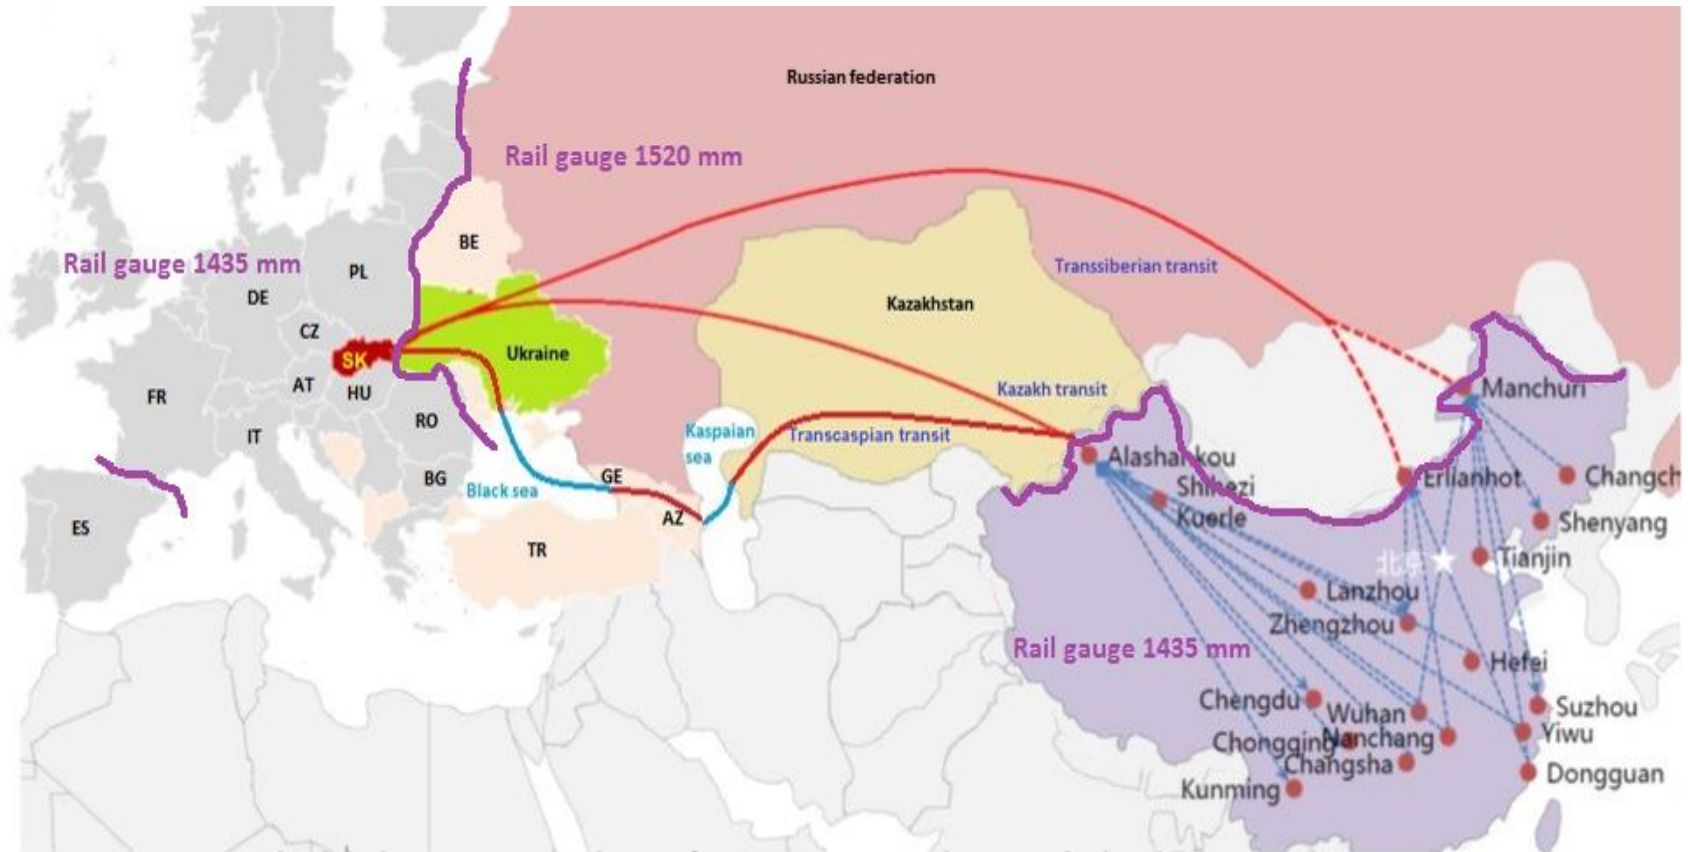 Russian federation
Rail gauge 1520 mm
BE
Rail gauge 1435 mm
PL
DE
Transsiberian transit
Kazakhstan
CZ
SK
Ukraine
AT
HU
FR
Kazakh transit
Manchuri
RO
IT
Kaspaian
sea
Transcaspian transit
Alashankou
BG
GE
Black sea
Shihezi
Erlianhot
Changch
Kuerle
AZ
ES
Shenyang
TR
北京
Tianjin
Lanzhou
Zhengzhou
Rail gauge 1435 mm
Hefei
Chengdu
Wuhan
Suzhou
Chongqing
Nanchang
Yiwu
Changsha
Dongguan
Kunming